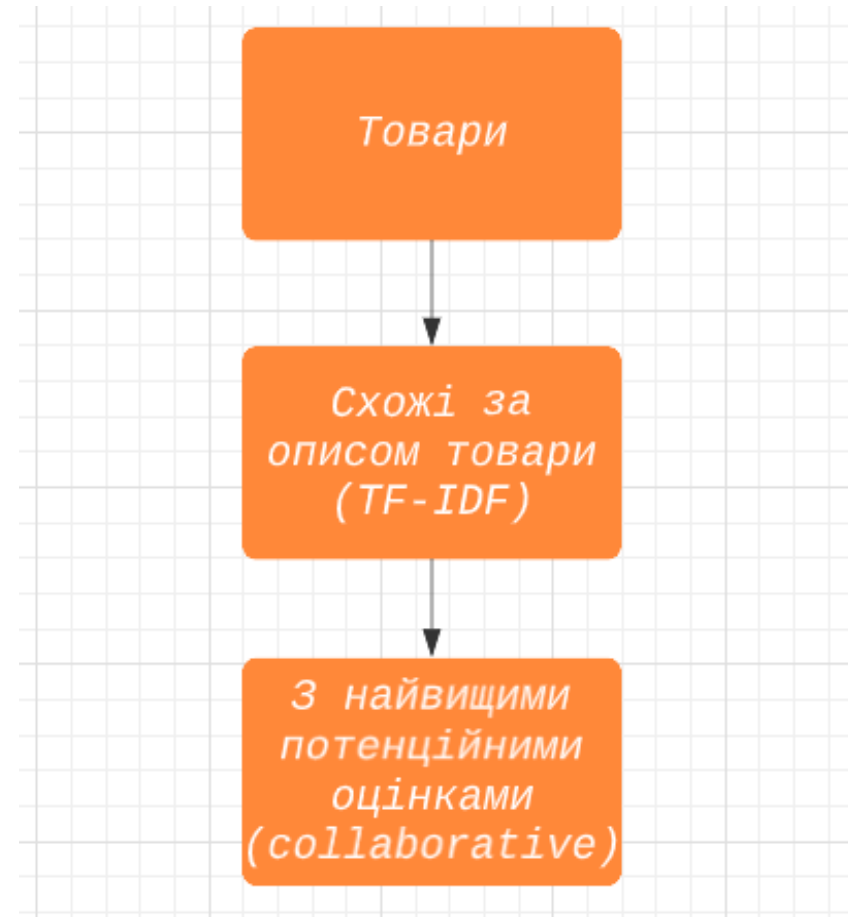 Товари
Схожі за
описом товари
(TF-IDF)
З найвищими
потенційними
оцінками
(collaborative)